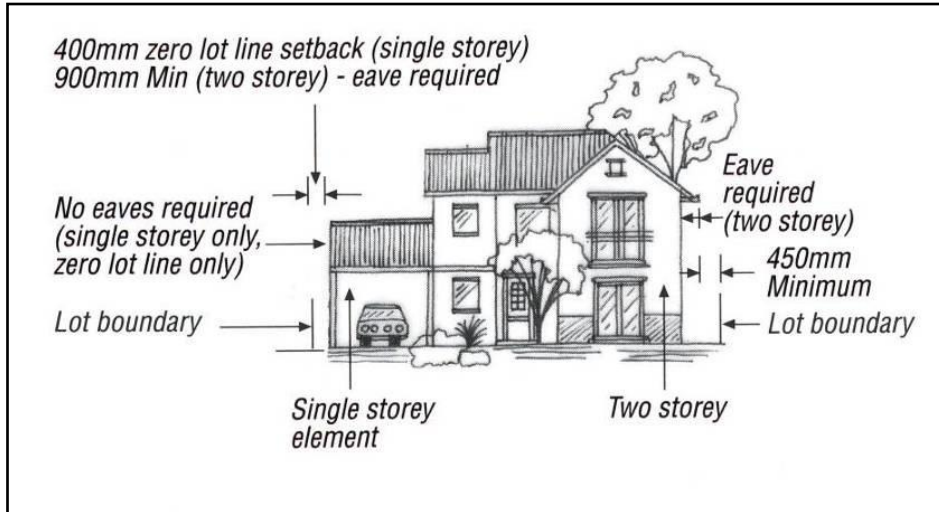 400mm zero lot line setback (single storey)
900mm Min (two storey) - eave required
No eaves required
(single storey only,
zero lot line only)
Lot boundary
Eave
required
(two storey)
450mm
Minimum
Lot boundary
Single storey
element
Two storey